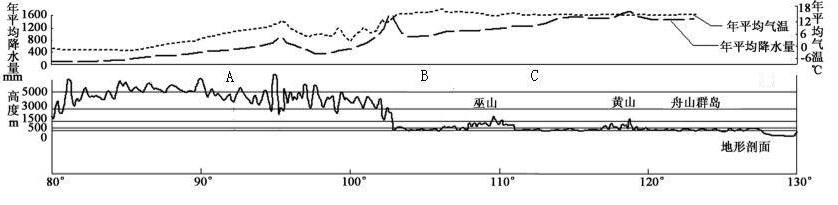 年平均降水量 mm
1600
1200
800
400
0
18 年平均气温 ℃
12
6
0
-6
年平均气温
年平均降水量
A
B
C
高度 m
5000
3000
1500
500
0
巫山
黄山
舟山群岛
地形剖面
80°
90°
100°
110°
120°
130°